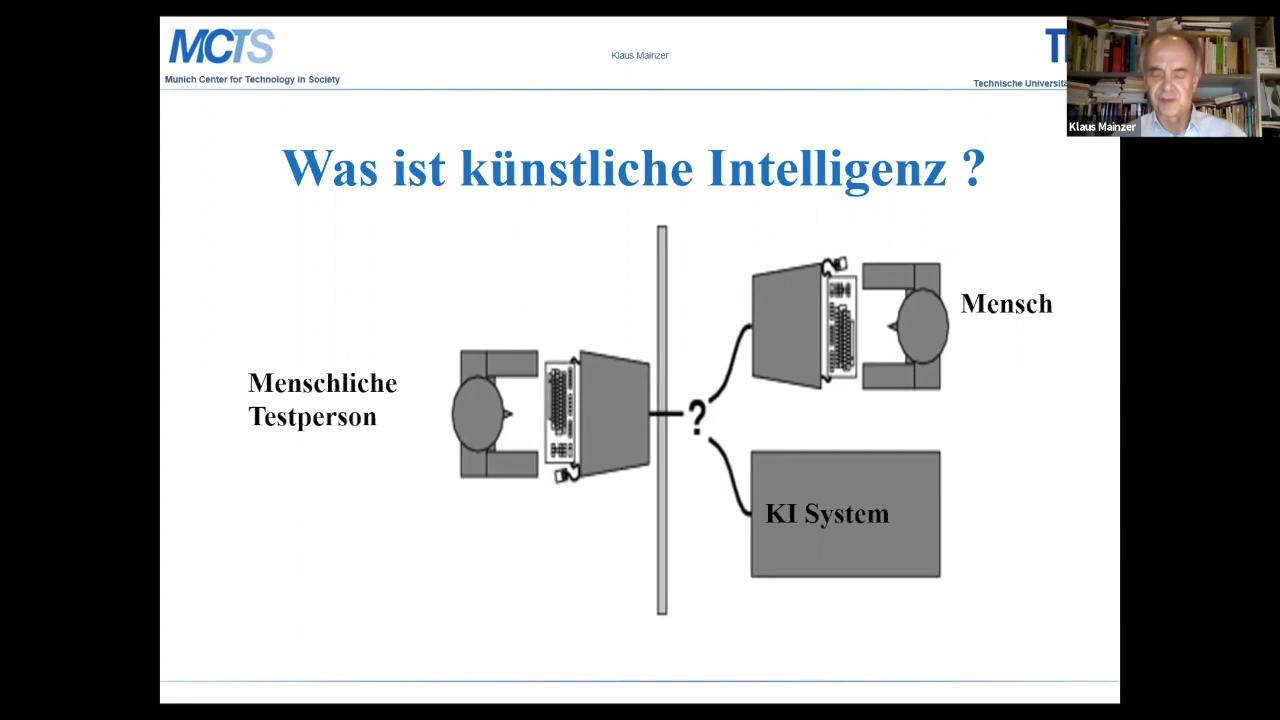 MCTS
Klaus Mainzer
Munich Center for Technology in Society
Technische
Klaus Mainzer
Was ist künstliche Intelligenz ?
Mensch
Menschliche
Testperson
?
KI System